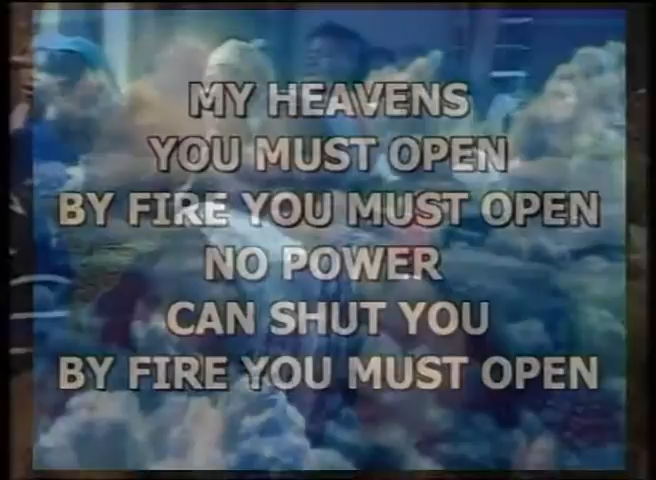 MY HEAVENS
YOU MUST OPEN
BY FIRE YOU MUST OPEN
NO POWER
CAN SHUT YOU
BY FIRE YOU MUST OPEN